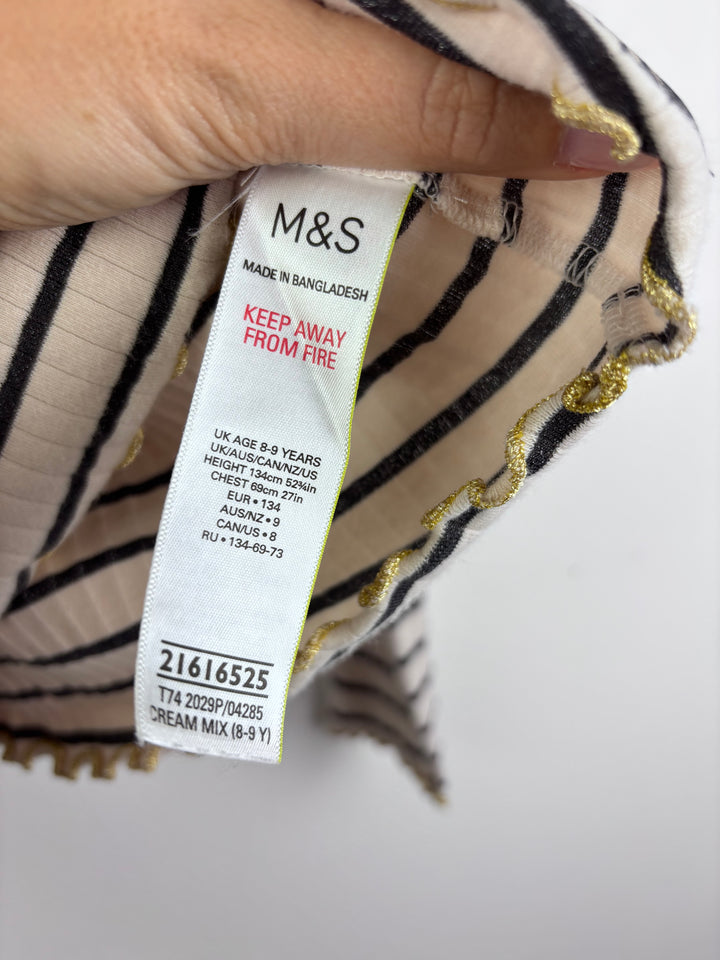 M&S
MADE IN BANGLADESH
KEEP AWAY
FROM FIRE
UK AGE 8-9 YEARS
UK/AUS/CAN/NZ/US
HEIGHT 134cm 52¾in
CHEST 69cm 27in
EUR • 134
AUS/NZ • 9
CAN/US • 8
RU • 134-69-73
21616525
T74 2029P/04285
CREAM MIX (8-9 Y)